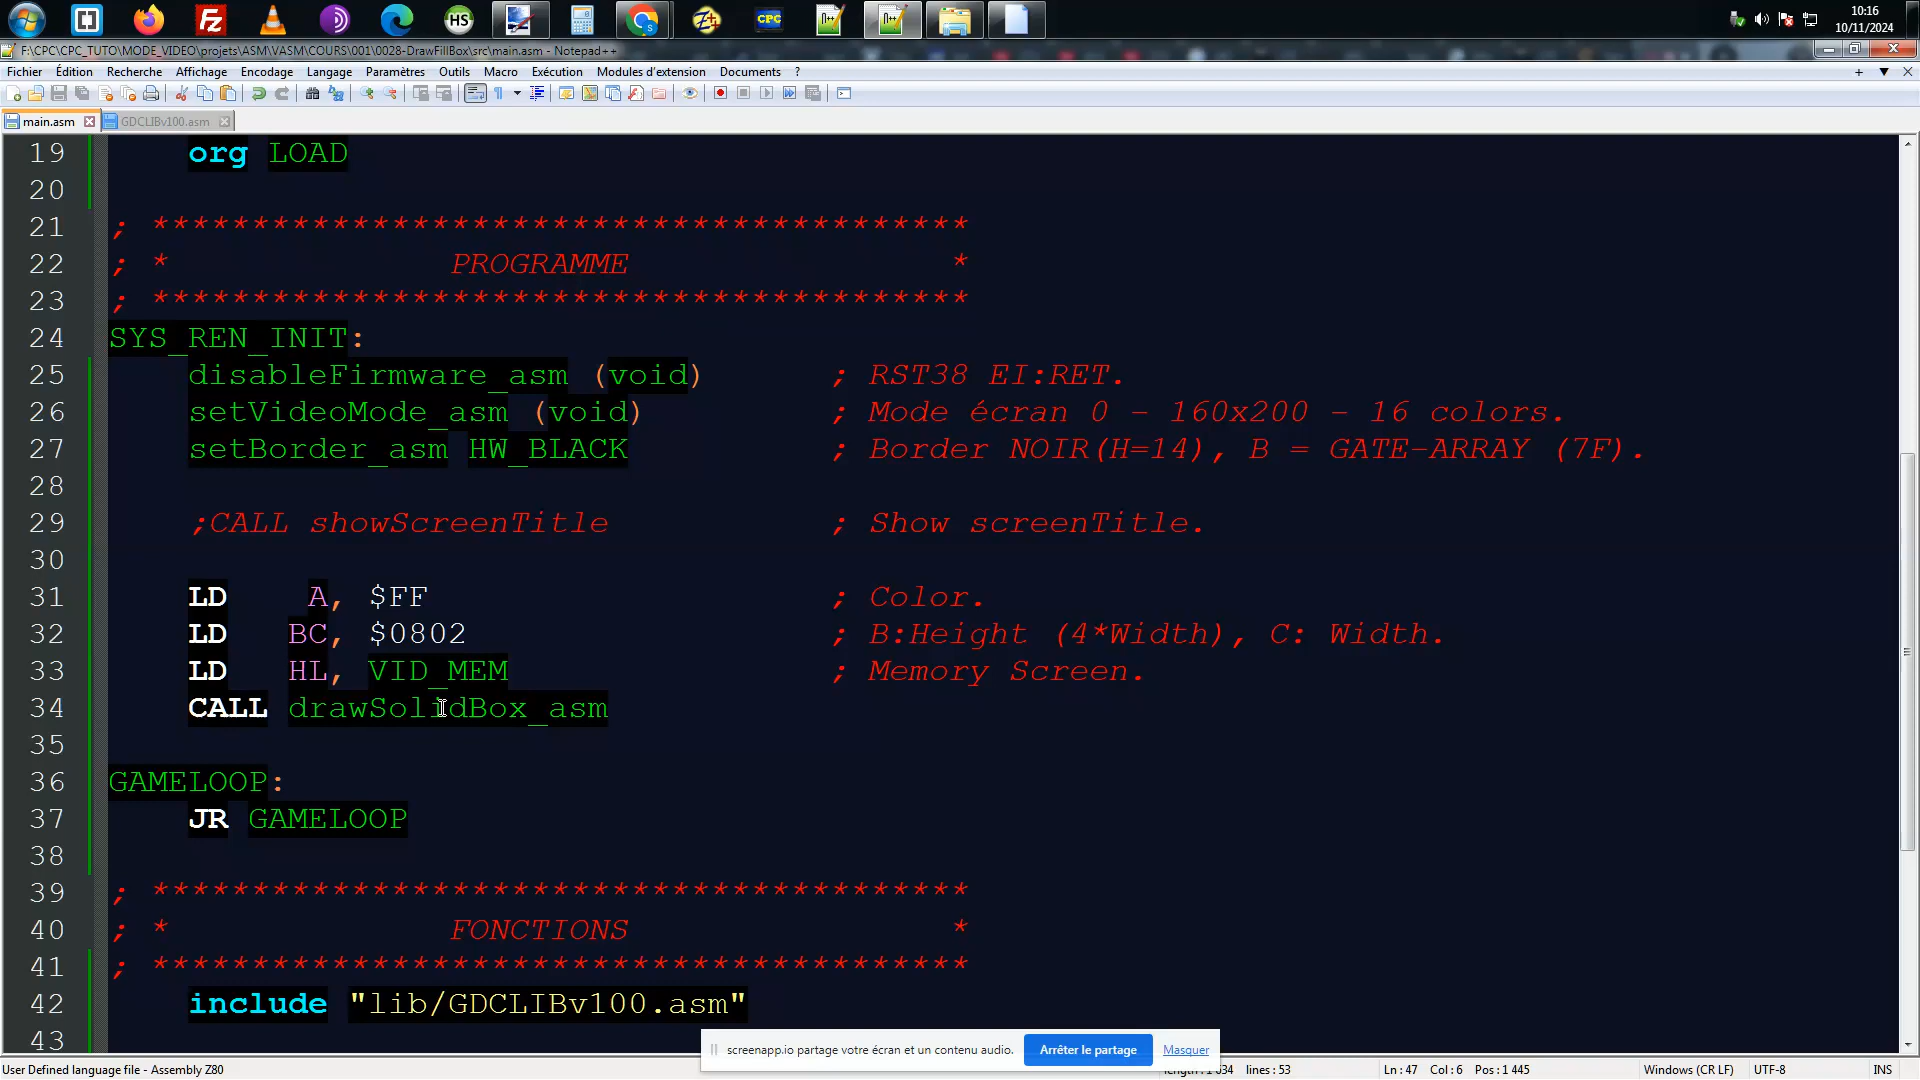 10:16
10/11/2024
F:\CPC\CPC_TUTO\MODE_VIDEO\projets\ASM\VASM\COURS\001\0028-DrawFillBox\src\main.asm - Notepad++
Fichier Édition Recherche Affichage Encodage Langage Paramètres Outils Macro Exécution Modules d'extension Documents ?
main.asm GDCLIBv100.asm
19 org LOAD
20
21 ; *****************************************
22 ; * PROGRAMME *
23 ; *****************************************
24 SYS_REN_INIT:
25 disableFirmware_asm (void) ; RST38 EI:RET.
26 setVideoMode_asm (void) ; Mode écran 0 - 160x200 - 16 colors.
27 setBorder_asm HW_BLACK ; Border NOIR(H=14), B = GATE-ARRAY (7F).
28
29 ;CALL showScreenTitle ; Show screenTitle.
30
31 LD A, $FF ; Color.
32 LD BC, $0802 ; B:Height (4*Width), C: Width.
33 LD HL, VID_MEM ; Memory Screen.
34 CALL drawSolidBox_asm
35
36 GAMELOOP:
37 JR GAMELOOP
38
39 ; *****************************************
40 ; * FONCTIONS *
41 ; *****************************************
42 include "lib/GDCLIBv100.asm"
43
screenapp.io partage votre écran et un contenu audio. Arrêter le partage Masquer
User Defined language file - Assembly Z80 lines : 53 Ln : 47 Col : 6 Pos : 1 445 Windows (CR LF) UTF-8 INS